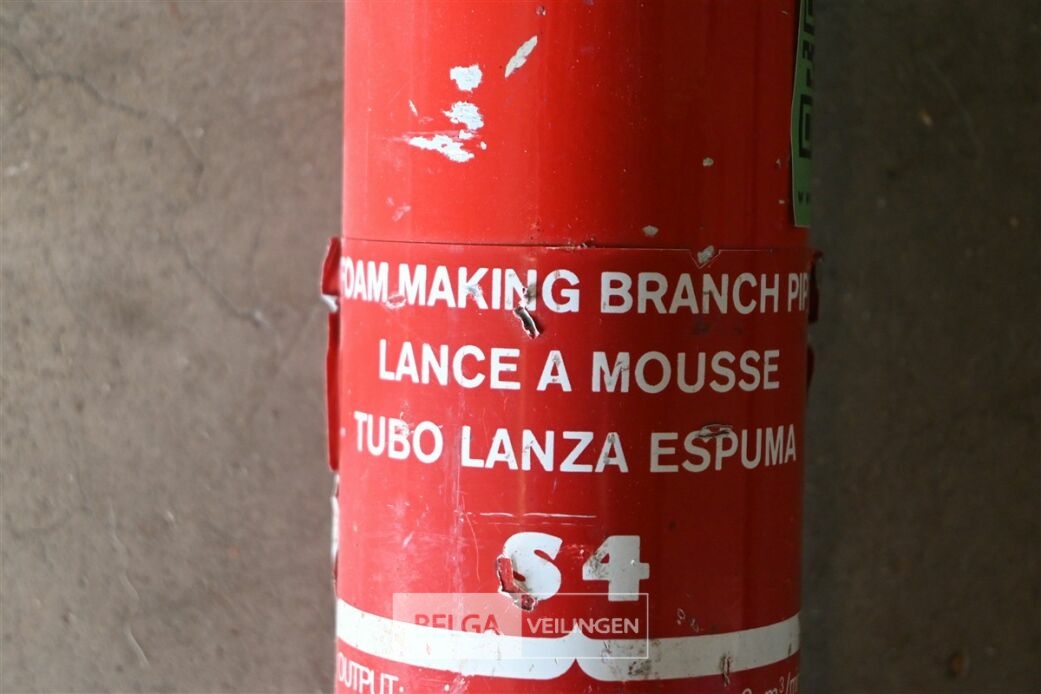 FOAM MAKING BRANCH PIP
LANCE A MOUSSE
TUBO LANZA ESPUMA
S4
BELGA VEILINGEN
OUTPUT: